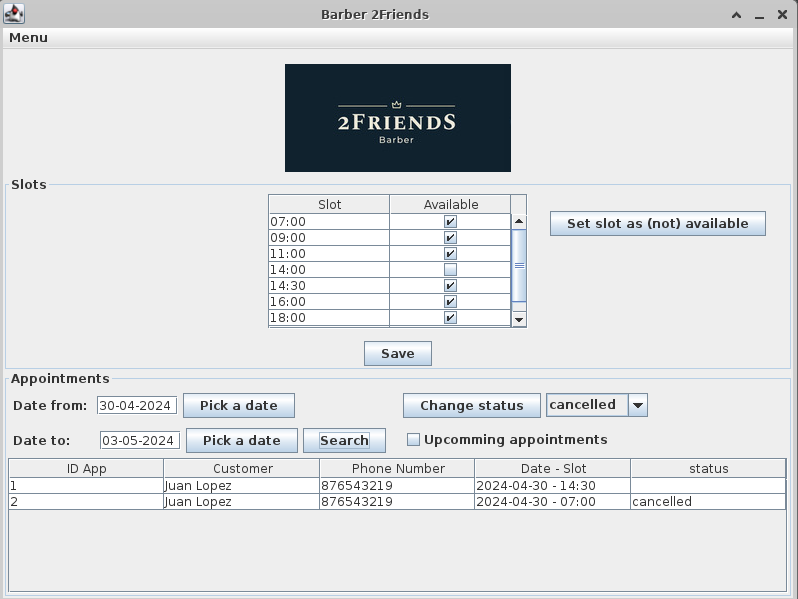 Barber 2Friends
Menu
2FRIENDS
Barber
Slots
Slot Available
07:00
09:00
11:00
14:00
14:30
16:00
18:00
Set slot as (not) available
Save
Appointments
Date from: 30-04-2024 Pick a date Change status cancelled
Date to: 03-05-2024 Pick a date Search Upcomming appointments
ID App Customer Phone Number Date - Slot status
1 Juan Lopez 876543219 2024-04-30 - 14:30
2 Juan Lopez 876543219 2024-04-30 - 07:00 cancelled